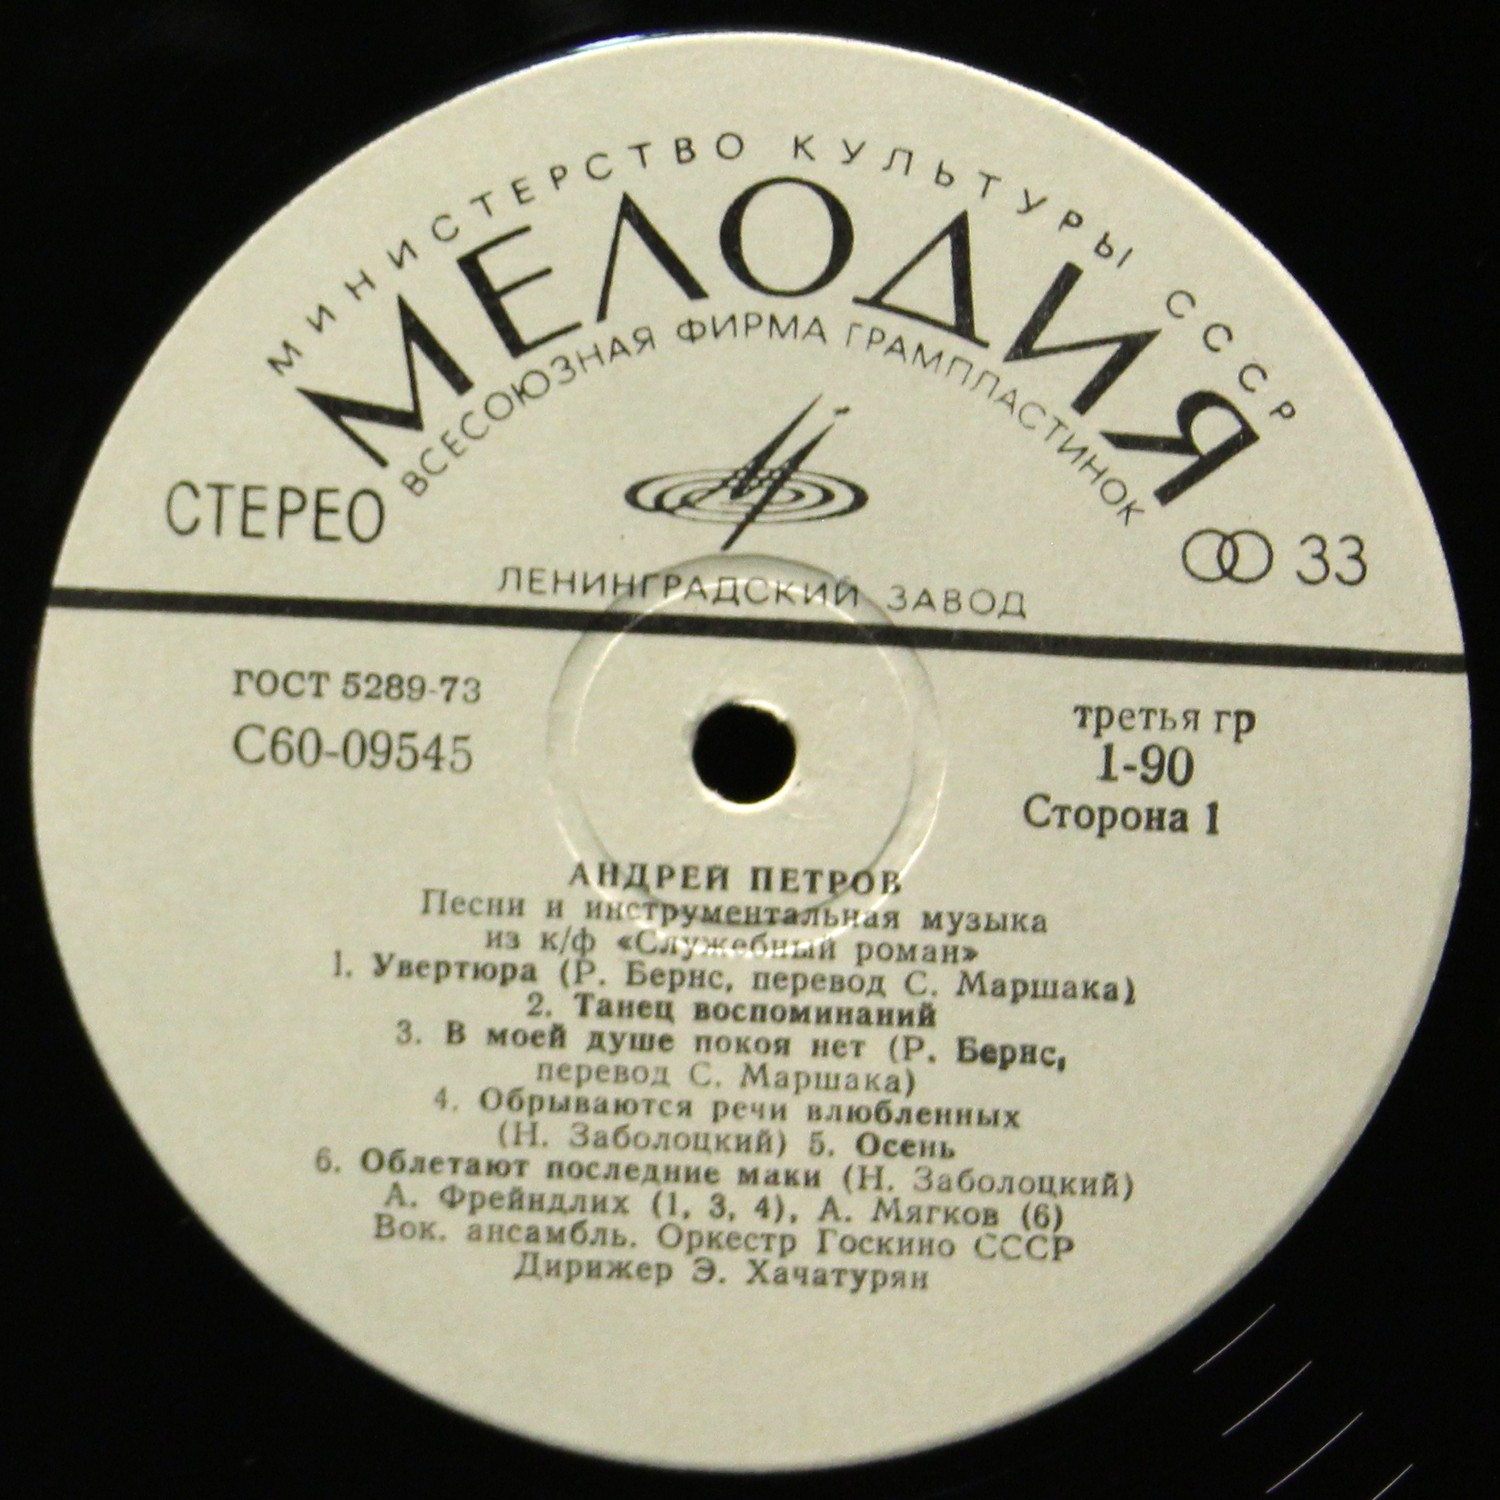 МИНИСТЕРСТВО КУЛЬТУРЫ СССР
МЕЛОДИЯ
ВСЕСОЮЗНАЯ ФИРМА ГРАМПЛАСТИНОК
СТЕРЕО
33
ЛЕНИНГРАДСКИЙ ЗАВОД
ГОСТ 5289-73
С60-09545
третья гр
1-90
Сторона 1
АНДРЕЙ ПЕТРОВ
Песни и инструментальная музыка
из к/ф «Служебный роман»
1. Увертюра (Р. Бернс, перевод С. Маршака)
2. Танец воспоминаний
3. В моей душе покоя нет (Р. Бернс,
перевод С. Маршака)
4. Обрываются речи влюбленных
(Н. Заболоцкий) 5. Осень
6. Облетают последние маки (Н. Заболоцкий)
А. Фрейндлих (1, 3, 4), А. Мягков (6)
Вок. ансамбль. Оркестр Госкино СССР
Дирижер Э. Хачатурян